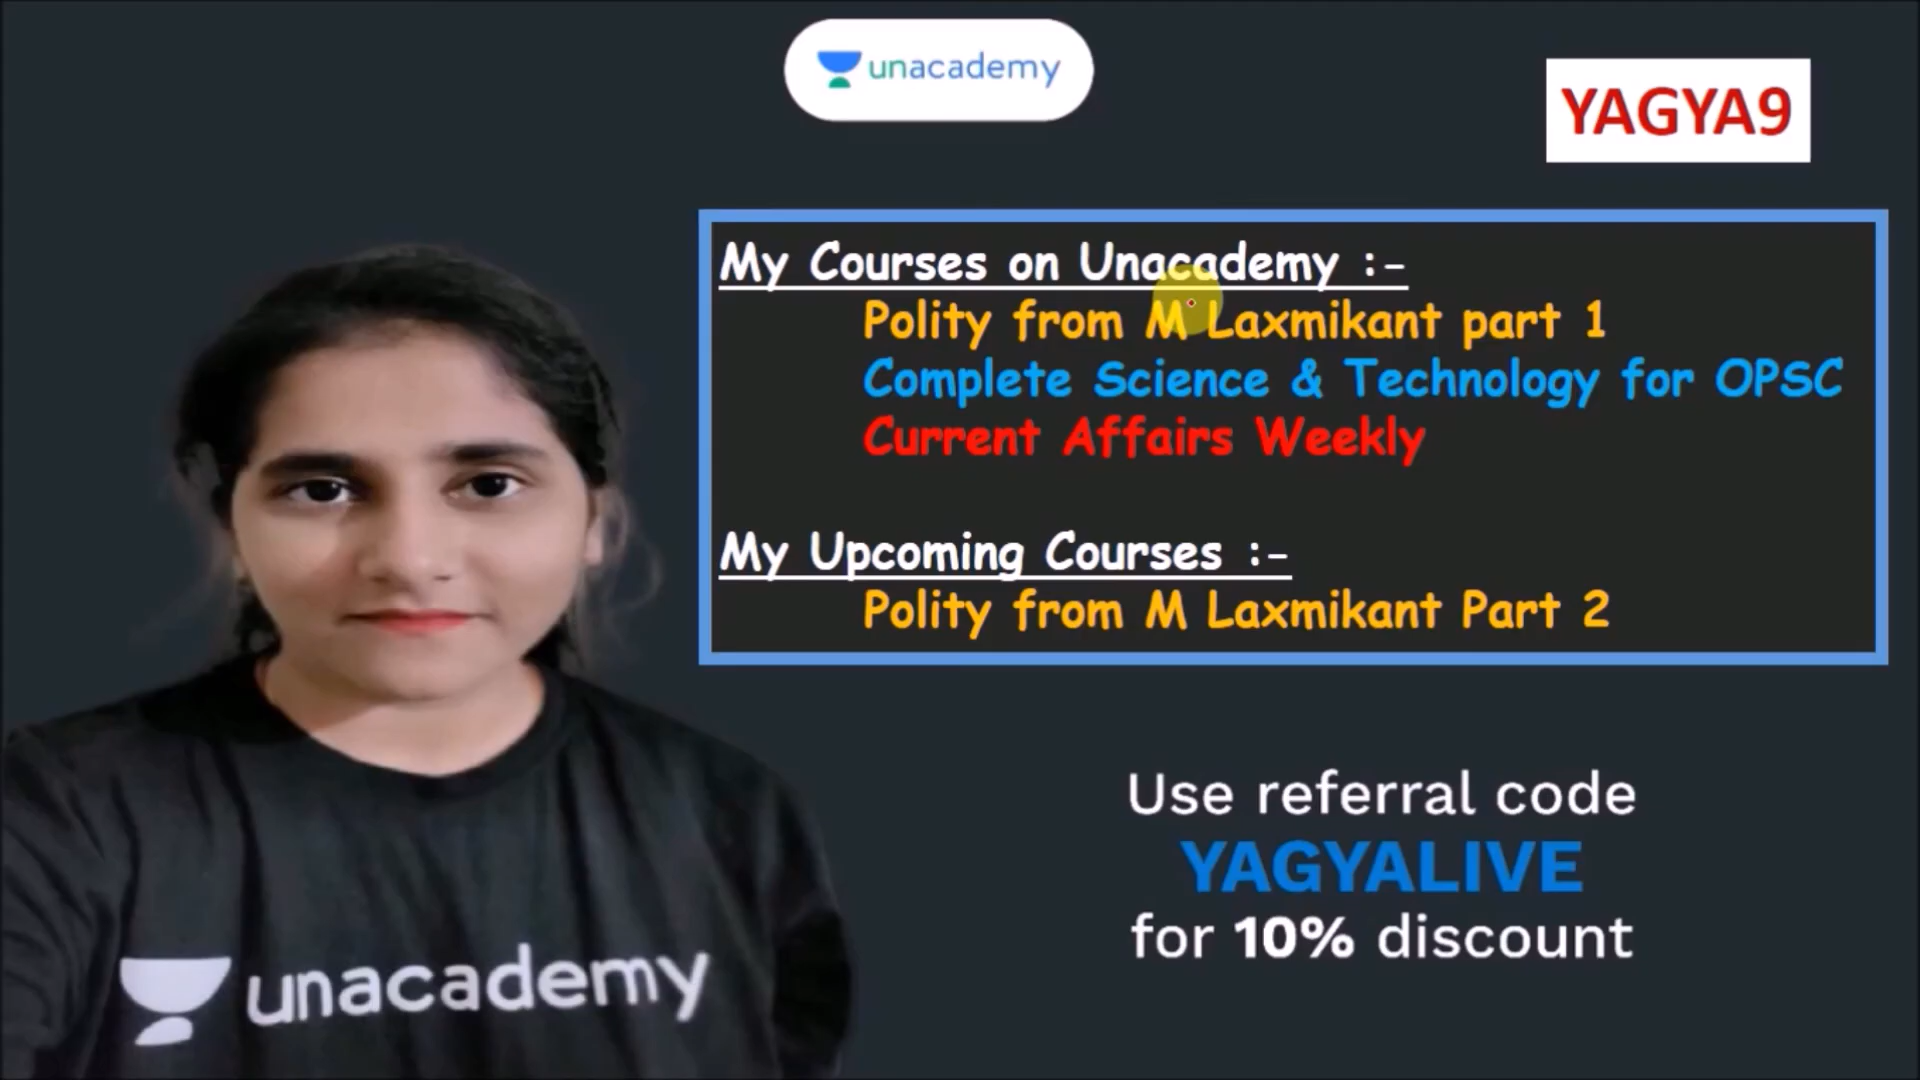 unacademy
YAGYA9
My Courses on Unacademy :-
Polity from M Laxmikant part 1
Complete Science & Technology for OPSC
Current Affairs Weekly
My Upcoming Courses :-
Polity from M Laxmikant Part 2
Use referral code
YAGYALIVE
for 10% discount
unacademy